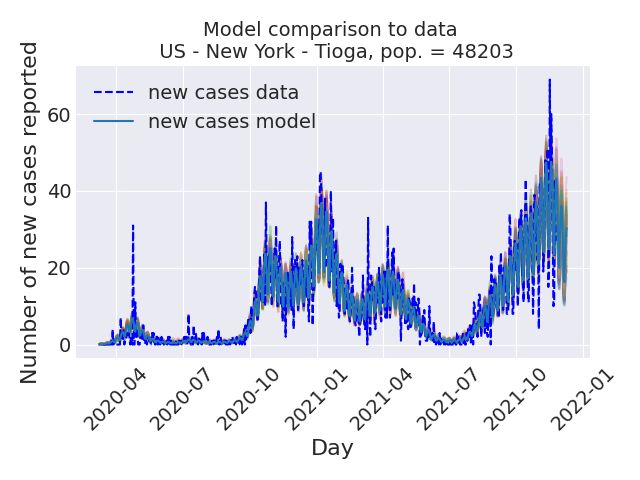 Model comparison to data
US - New York - Tioga, pop. = 48203
new cases data
new cases model
Number of new cases reported
60
40
20
0
2020-04
2020-07
2020-10
2021-01
2021-04
2021-07
2021-10
2022-01
Day